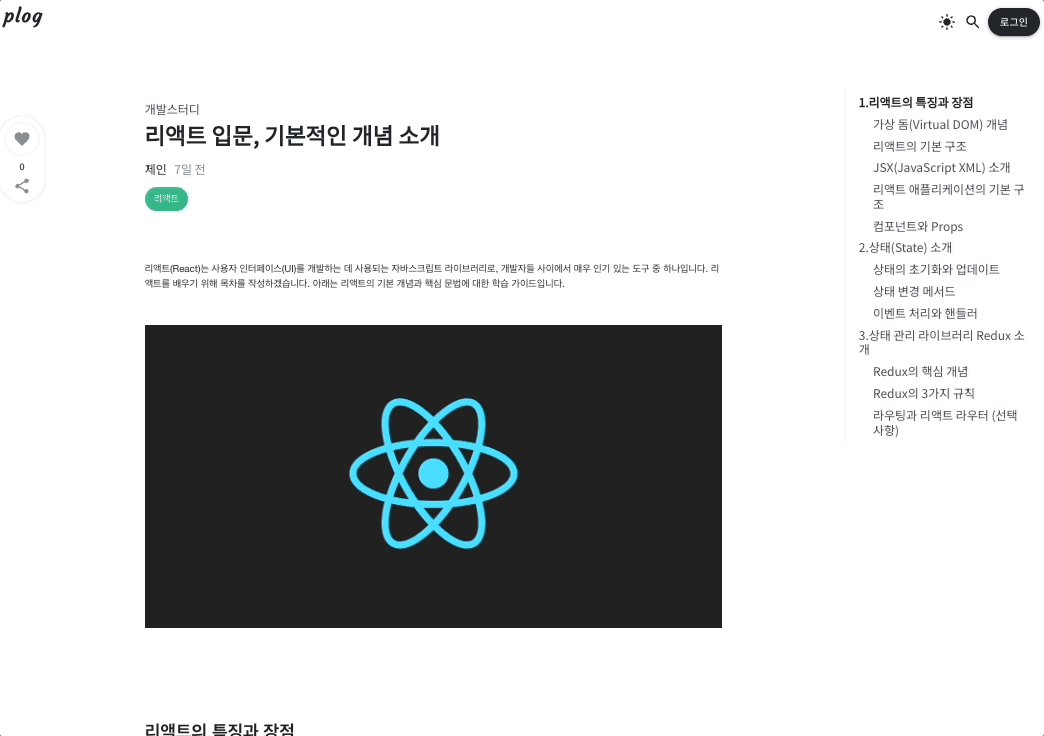 plog
로그인
개발스터디
리액트 입문, 기본적인 개념 소개
제인 7일 전
리액트
0
리액트(React)는 사용자 인터페이스(UI)를 개발하는 데 사용되는 자바스크립트 라이브러리로, 개발자들 사이에서 매우 인기 있는 도구 중 하나입니다. 리
액트를 배우기 위해 목차를 작성하겠습니다. 아래는 리액트의 기본 개념과 핵심 문법에 대한 학습 가이드입니다.
리액트의 특징과 장점
1.리액트의 특징과 장점
가상 돔(Virtual DOM) 개념
리액트의 기본 구조
JSX(JavaScript XML) 소개
리액트 애플리케이션의 기본 구
조
컴포넌트와 Props
2.상태(State) 소개
상태의 초기화와 업데이트
상태 변경 메서드
이벤트 처리와 핸들러
3.상태 관리 라이브러리 Redux 소
개
Redux의 핵심 개념
Redux의 3가지 규칙
라우팅과 리액트 라우터 (선택
사항)